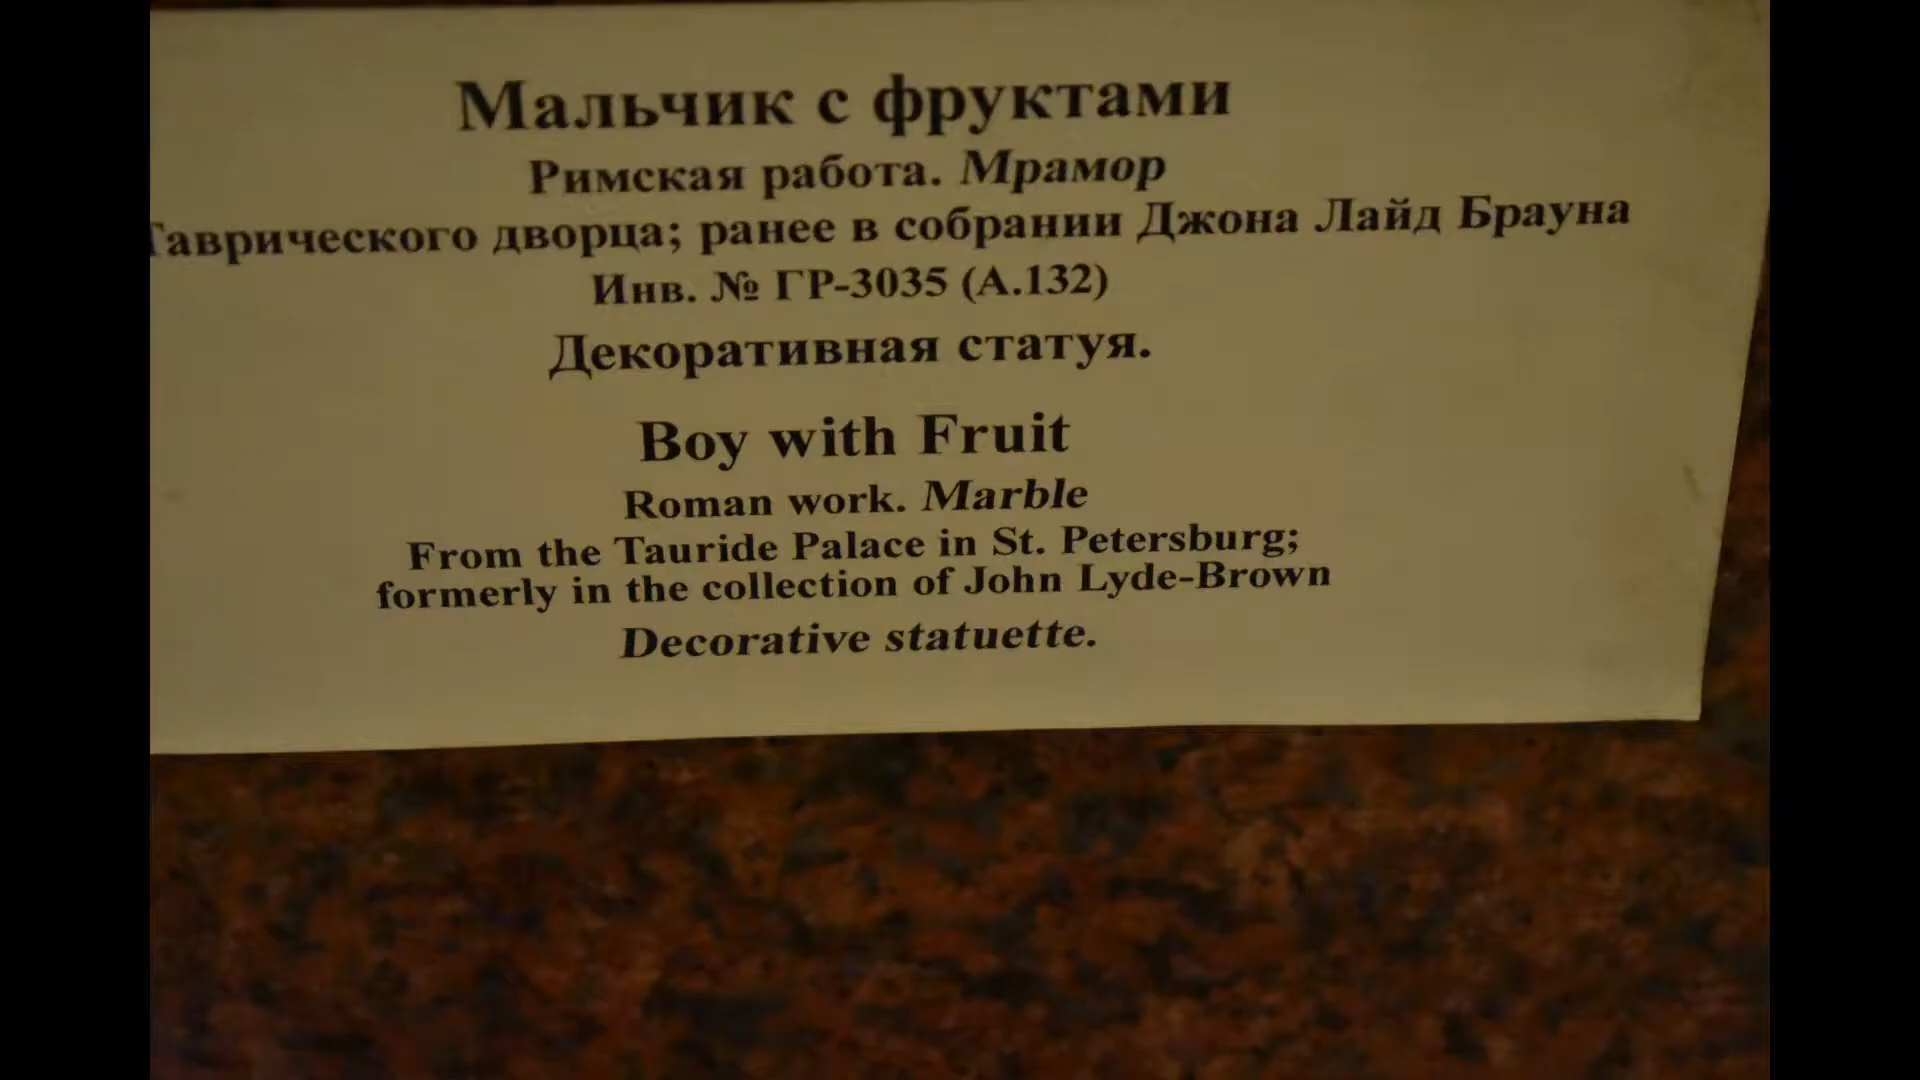 Мальчик с фруктами
Римская работа. Мрамор
Таврического дворца; ранее в собрании Джона Лайд Брауна
Инв. № ГР-3035 (А.132)
Декоративная статуя.
Boy with Fruit
Roman work. Marble
From the Tauride Palace in St. Petersburg;
formerly in the collection of John Lyde-Brown
Decorative statuette.